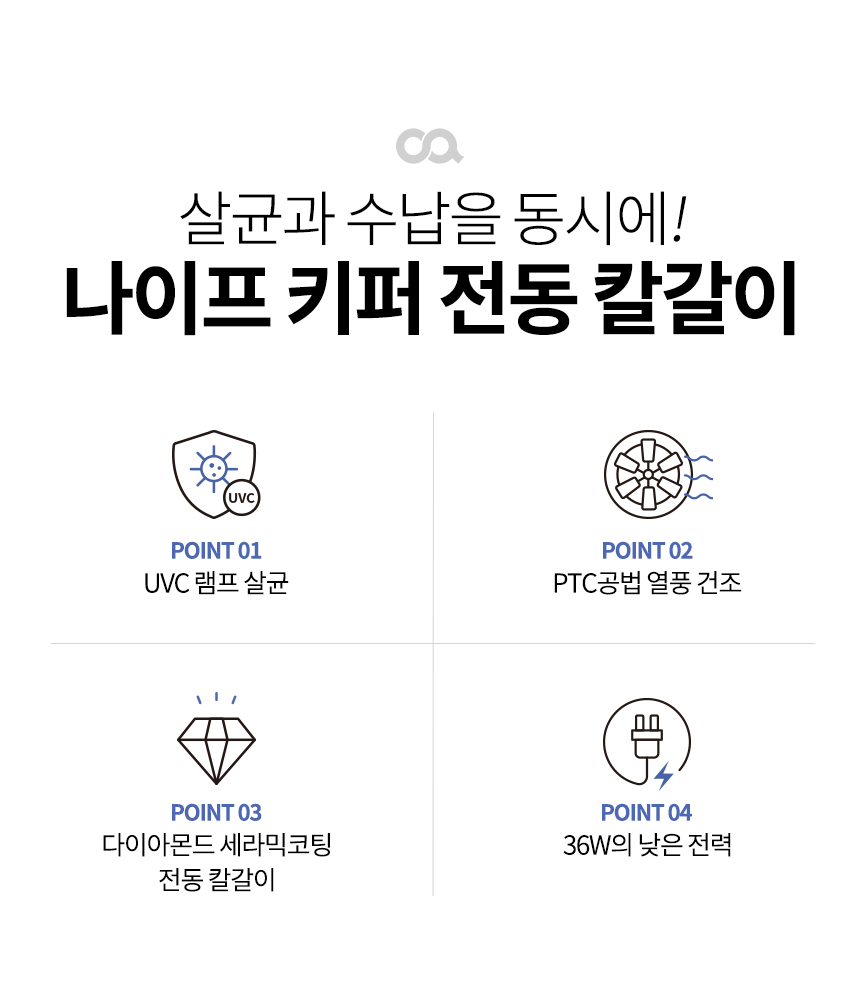 살균과 수납을 동시에!
나이프 키퍼 전동 칼갈이
UVC
POINT 01
UVC 램프 살균
POINT 02
PTC공법 열풍 건조
POINT 03
다이아몬드 세라믹코팅
전동 칼갈이
POINT 04
36W의 낮은 전력